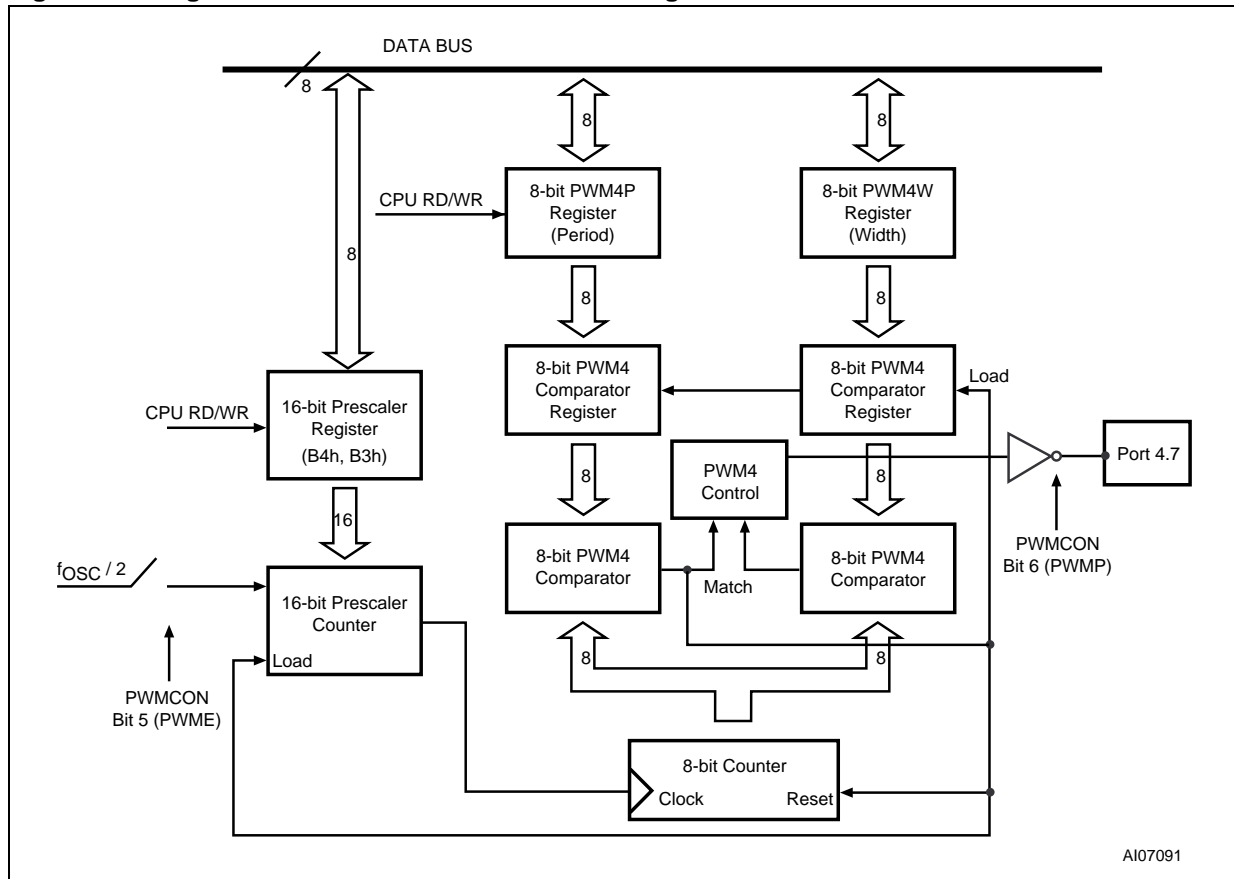 DATA BUS
8
8
8
CPU RD/WR
8-bit PWM4P
Register
(Period)
8-bit PWM4W
Register
(Width)
8
8
8
8-bit PWM4
Comparator
Register
8-bit PWM4
Comparator
Register
Load
CPU RD/WR
16-bit Prescaler
Register
(B4h, B3h)
8
PWM4
Control
8
Port 4.7
16
fOSC / 2
16-bit Prescaler
Counter
Load
8-bit PWM4
Comparator
Match
8-bit PWM4
Comparator
PWMCON
Bit 6 (PWMP)
8
8
PWMCON
Bit 5 (PWME)
8-bit Counter
Clock
Reset
AI07091